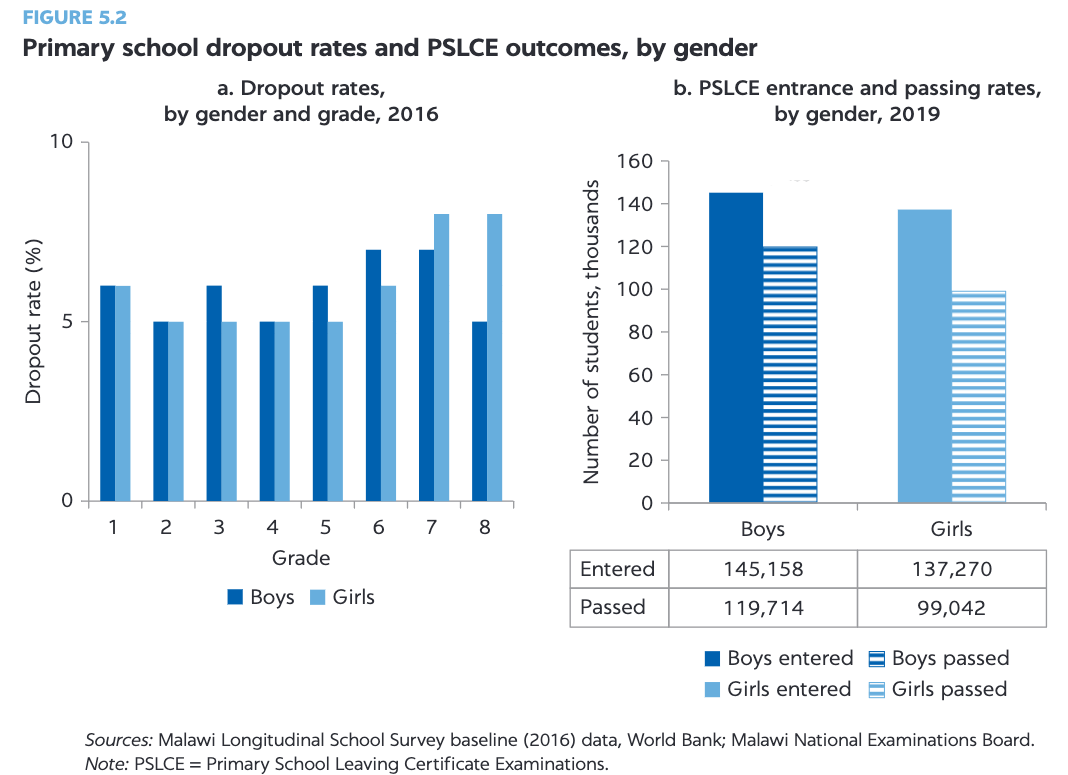 FIGURE 5.2
Primary school dropout rates and PSLCE outcomes, by gender
a. Dropout rates,
by gender and grade, 2016
10
5
0
Dropout rate (%)
1 2 3 4 5 6 7 8
Grade
Boys Girls
b. PSLCE entrance and passing rates,
by gender, 2019
160
140
120
100
80
60
40
20
0
Number of students, thousands
Boys Girls
Entered 145,158 137,270
Passed 119,714 99,042
Boys entered Boys passed
Girls entered Girls passed
Sources: Malawi Longitudinal School Survey baseline (2016) data, World Bank; Malawi National Examinations Board.
Note: PSLCE = Primary School Leaving Certificate Examinations.